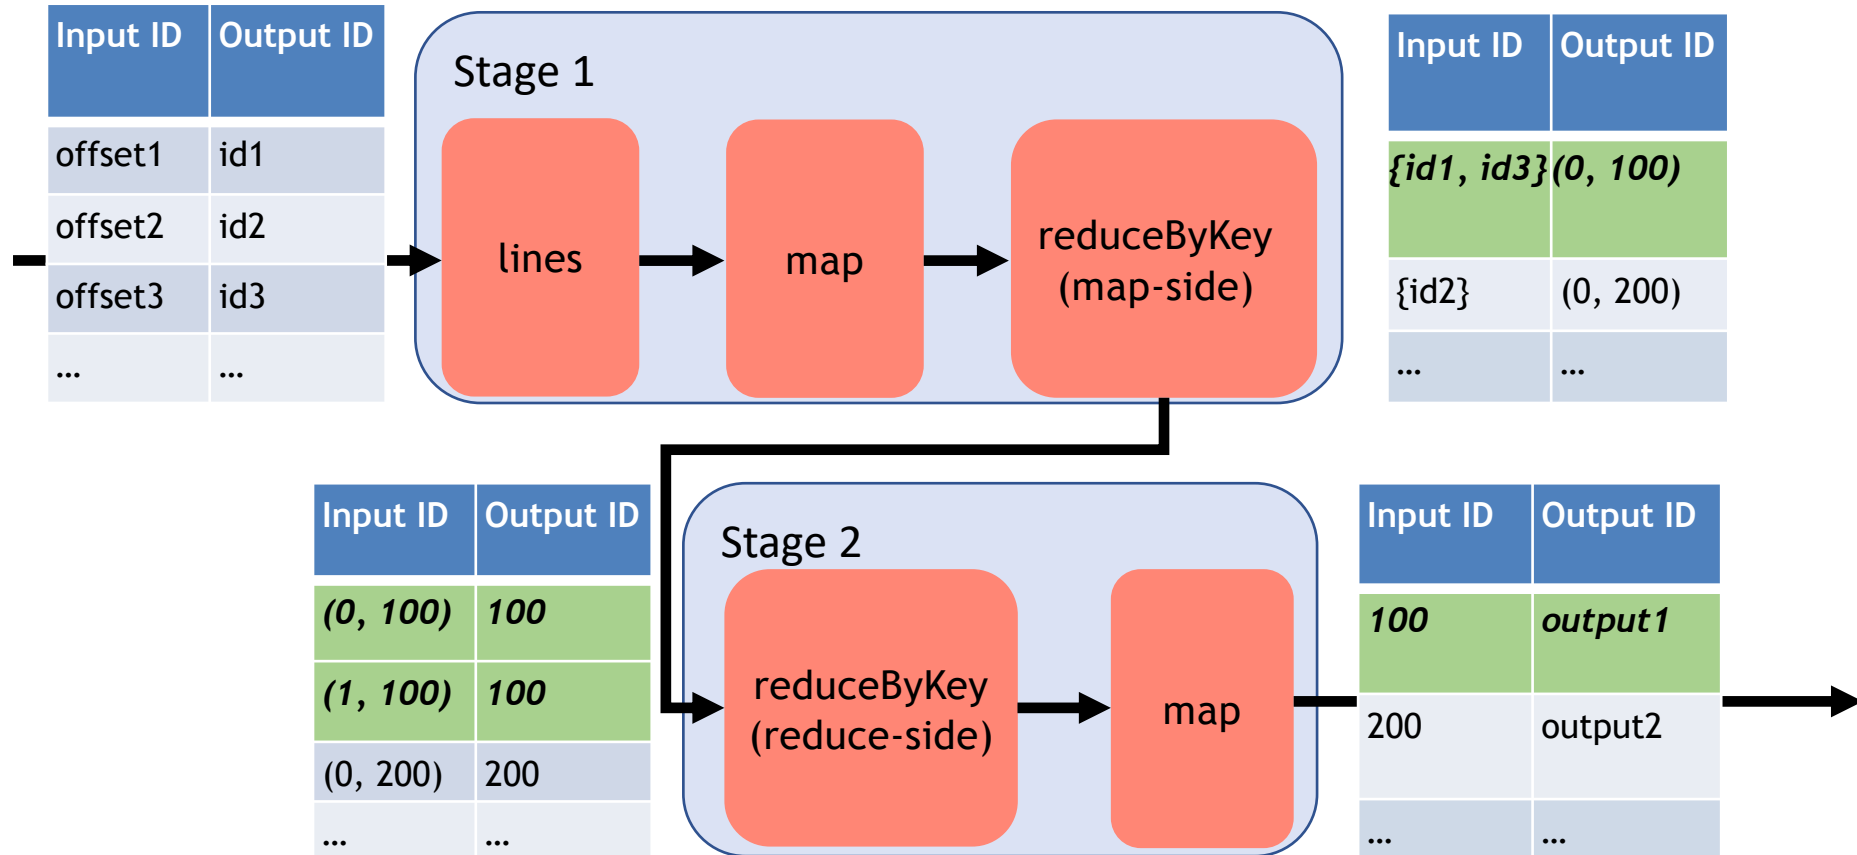 Input ID Output ID
offset1 id1
offset2 id2
offset3 id3
... ...
Stage 1
lines
map
reduceByKey
(map-side)
Input ID Output ID
{id1, id3} (0, 100)
{id2} (0, 200)
... ...
Input ID Output ID
(0, 100) 100
(1, 100) 100
(0, 200) 200
... ...
Stage 2
reduceByKey
(reduce-side)
map
Input ID Output ID
100 output1
200 output2
... ...